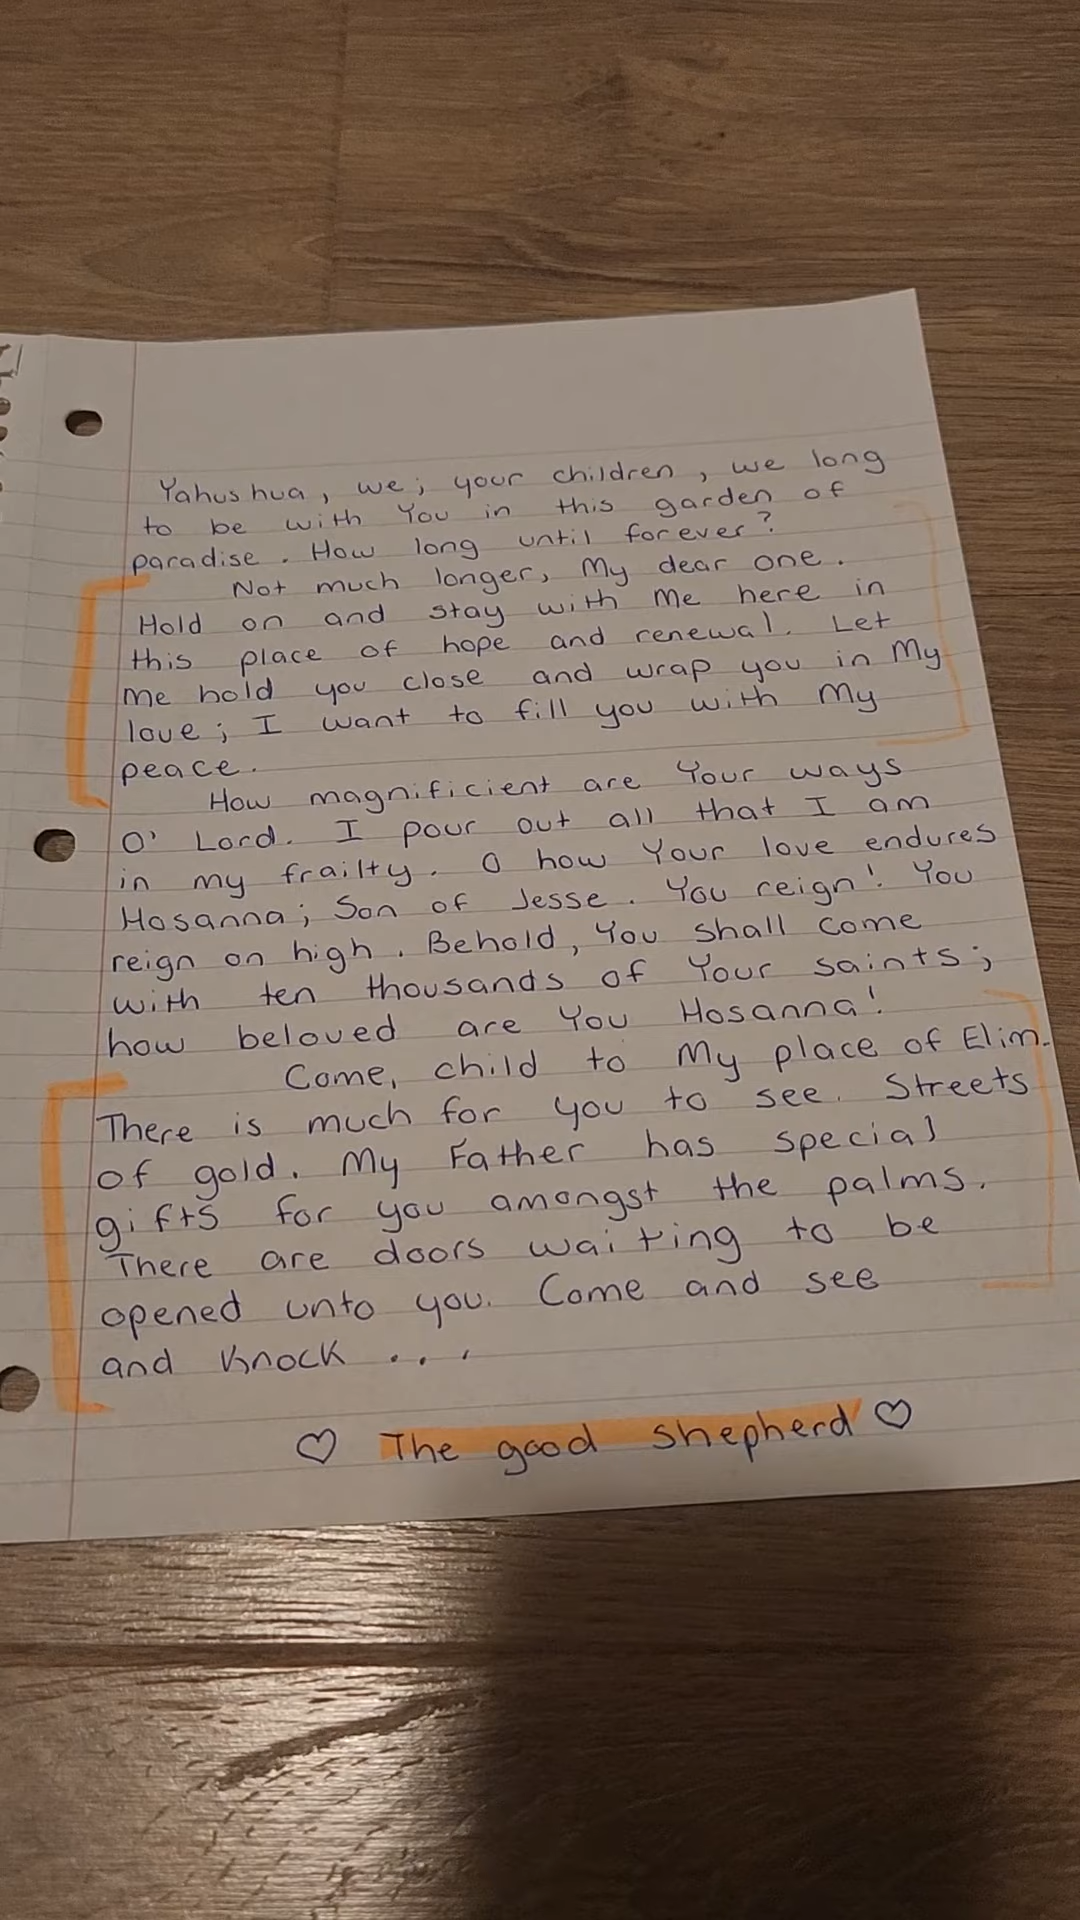 Yahushua, we; your children, we long
to be with You in this garden of
paradise. How long until forever?
Not much longer, My dear one.
Hold on and stay with Me here in
this place of hope and renewal. Let
Me hold you close and wrap you in My
love; I want to fill you with My
peace.
How magnificient are Your ways
O' Lord. I pour out all that I am
in my frailty. O how Your love endures
Hosanna; Son of Jesse. You reign! You
reign on high. Behold, You shall come
with ten thousands of Your saints;
how beloved are You Hosanna!
Come, child to My place of Elim.
There is much for you to see. Streets
of gold. My Father has special
gifts for you amongst the palms.
There are doors waiting to be
opened unto you. Come and see
and knock ...
♡ The good shepherd ♡